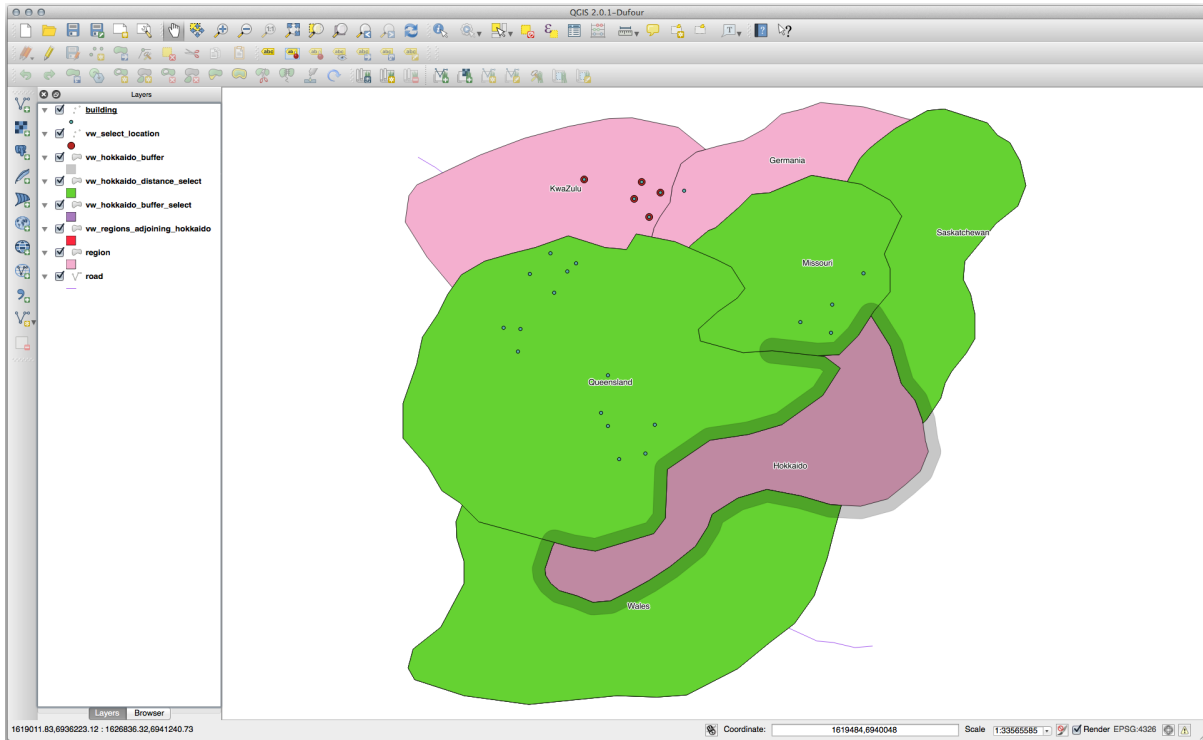 QGIS 2.0.1-Dufour
Layers
building
vw_select_location
vw_hokkaido_buffer
vw_hokkaido_distance_select
vw_hokkaido_buffer_select
vw_regions_adjoining_hokkaido
region
road
Germania
KwaZulu
Saskatchewan
Missouri
Queensland
Hokkaido
Wales
Layers
Browser
1619011.83,6936223.12 : 1626836.32,6941240.73
Coordinate:
1619484,6940048
Scale
1:33565585
Render
EPSG:4326